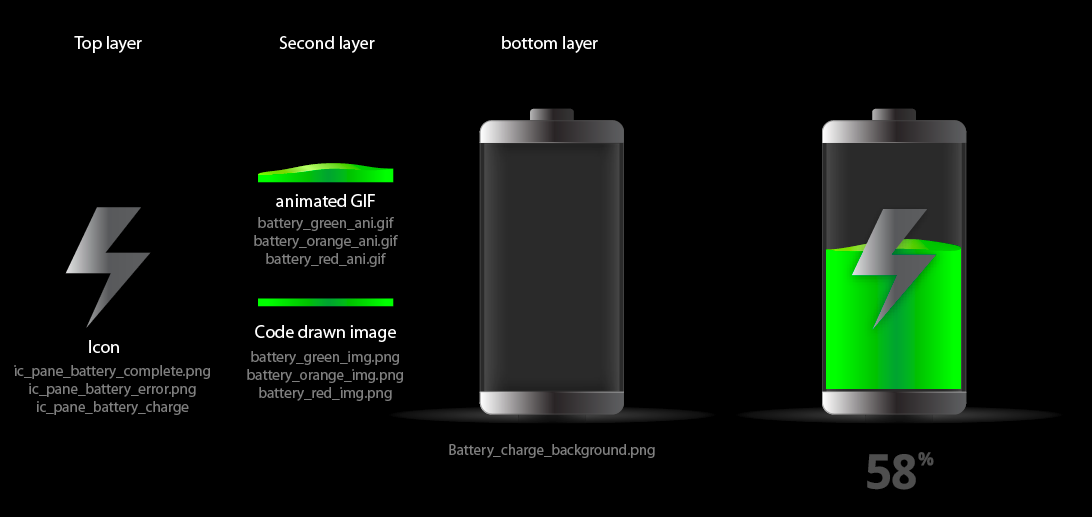 Top layer
Second layer
bottom layer
animated GIF
battery_green_ani.gif
battery_orange_ani.gif
battery_red_ani.gif
Code drawn image
battery_green_img.png
battery_orange_img.png
battery_red_img.png
Icon
ic_pane_battery_complete.png
ic_pane_battery_error.png
ic_pane_battery_charge
Battery_charge_background.png
58%